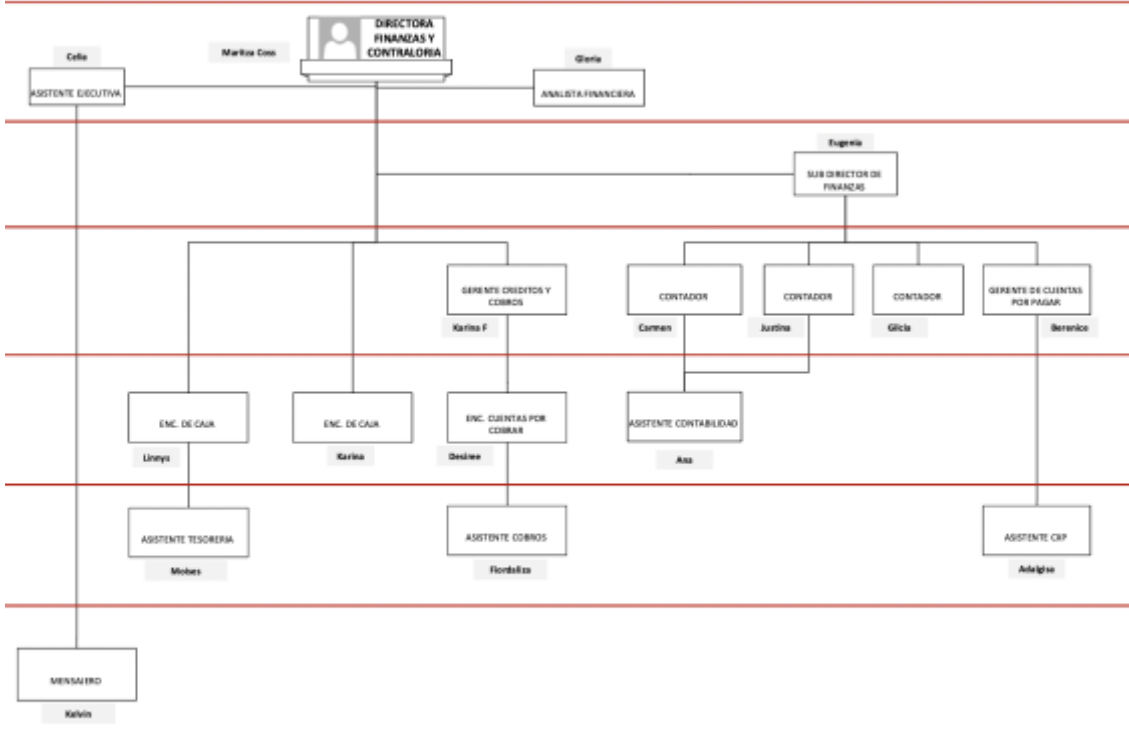 DIRECTORA
FINANZAS Y
CONTRALORIA
Maritza Coss
Celia
ASISTENTE EJECUTIVA
Gloria
ANALISTA FINANCIERA
Eugenia
SUB DIRECTOR DE
FINANZAS
GERENTE CREDITOS Y
COBROS
Karina F
CONTADOR
Carmen
CONTADOR
Justina
CONTADOR
Glicia
GERENTE DE CUENTAS
POR PAGAR
Berenice
ENC. DE CAJA
Linnys
ENC. DE CAJA
Karina
ENC. CUENTAS POR
COBRAR
Desiree
ASISTENTE CONTABILIDAD
Ana
ASISTENTE TESORERIA
Moises
ASISTENTE COBROS
Fiordaliza
ASISTENTE CXP
Adalgisa
MENSAJERO
Kelvin